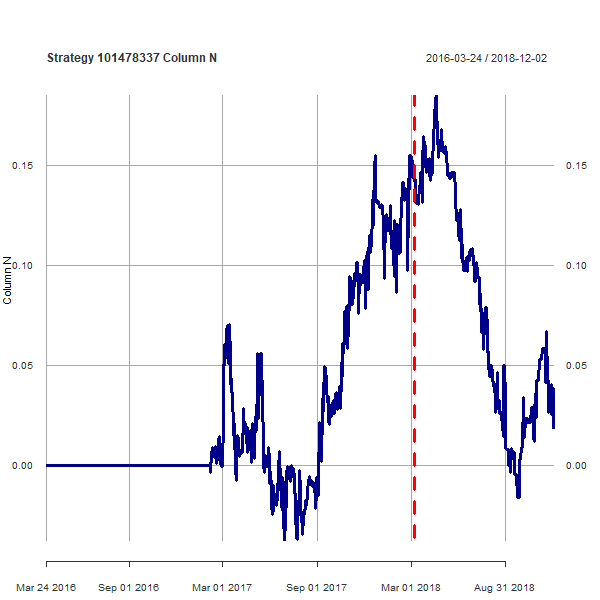 Strategy 101478337 Column N
2016-03-24 / 2018-12-02
0.15
0.15
0.10
0.10
Column N
0.05
0.05
0.00
0.00
Mar 24 2016
Sep 01 2016
Mar 01 2017
Sep 01 2017
Mar 01 2018
Aug 31 2018